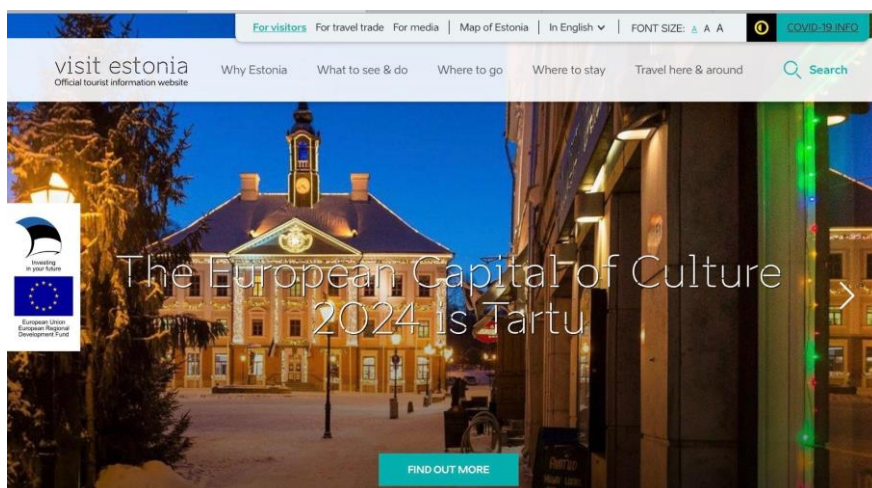 For visitors For travel trade For media | Map of Estonia | In English | FONT SIZE: A A A COVID-19 INFO
visit estonia
Official tourist information website
Why Estonia What to see & do Where to go Where to stay Travel here & around Search
Investing
in your future
European Union
European Regional
Development Fund
The European Capital of Culture
2024 is Tartu
FIND OUT MORE